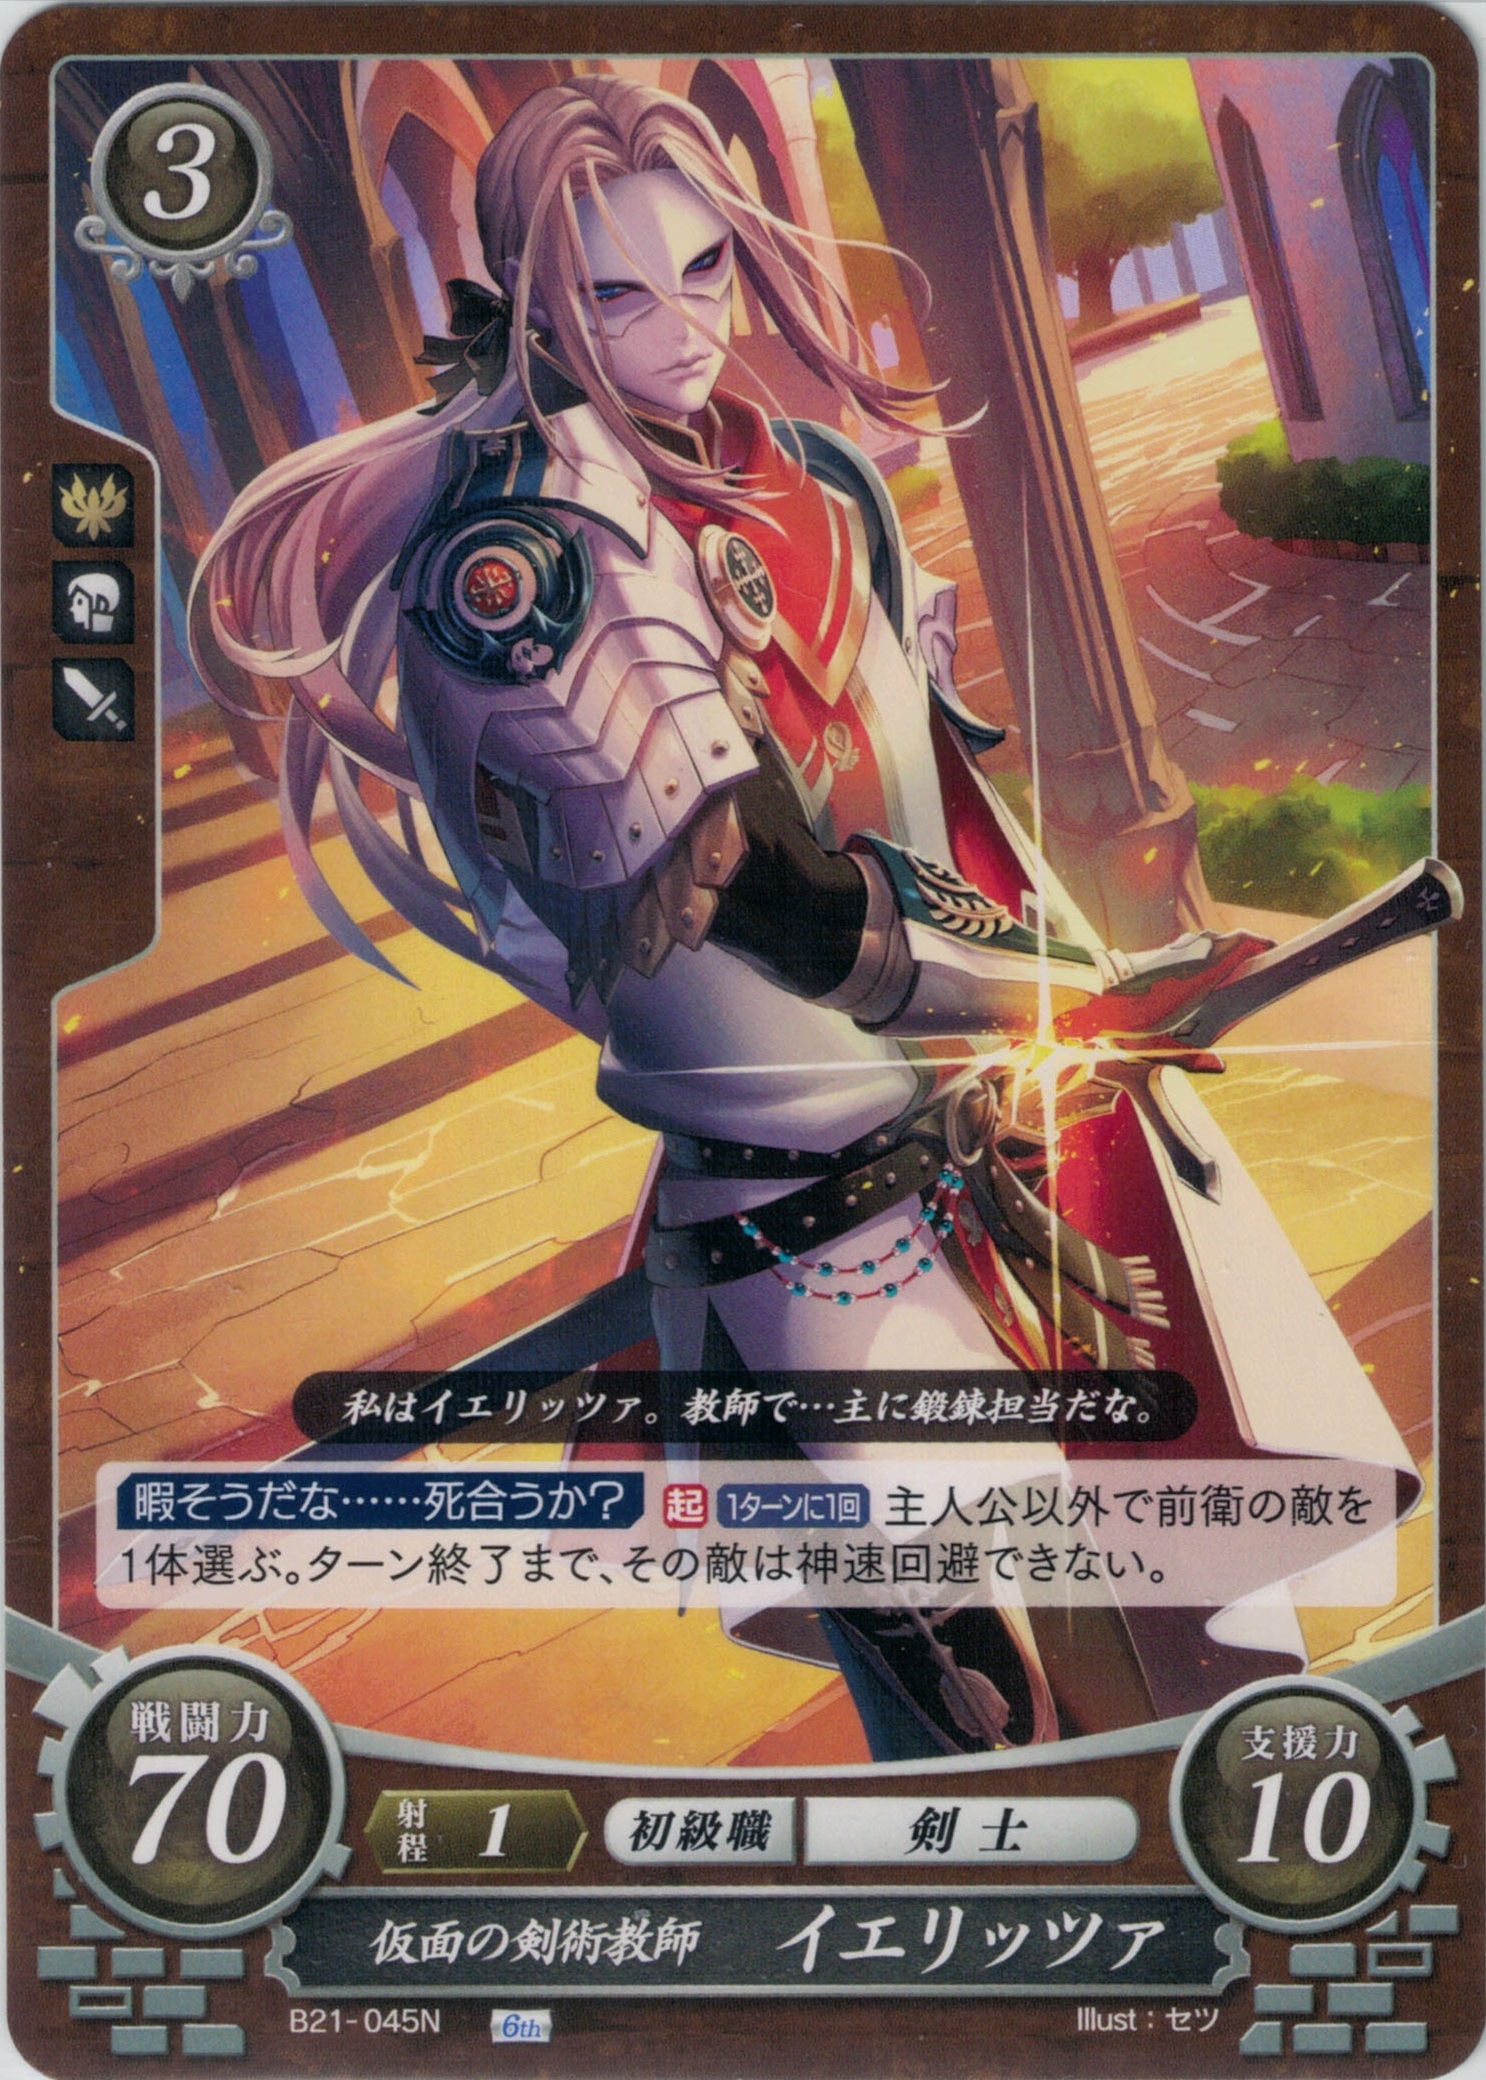 3
私はイエリッツァ。教師で…主に鍛錬担当だな。
暇そうだな……死合うか? 起 1ターンに1回 主人公以外で前衛の敵を
1体選ぶ。ターン終了まで、その敵は神速回避できない。
戦闘力
70
射程 1
初級職 剣士
支援力
10
仮面の剣術教師 イエリッツァ
B21-045N 6th Illust:セツ